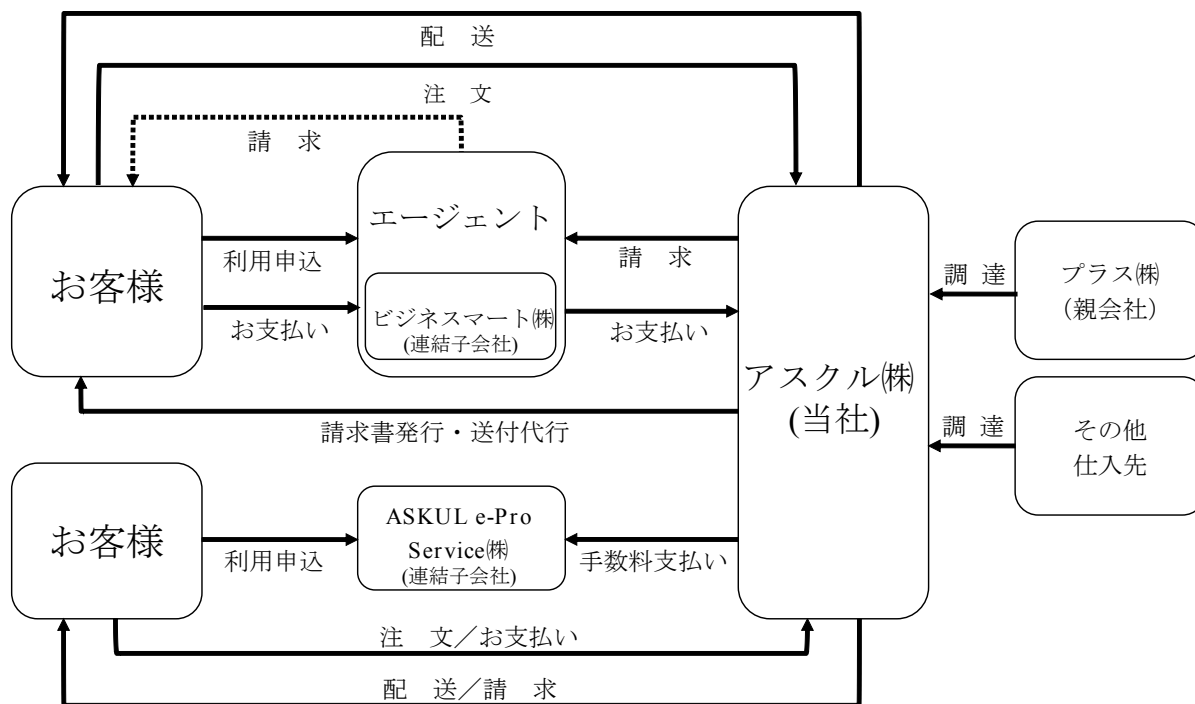 配　送
注　文
請　求
エージェント
お客様
利用申込
請　求
お支払い
ビジネスマート㈱
(連結子会社)
お支払い
アスクル㈱
(当社)
調 達
プラス㈱
（親会社）
請求書発行・送付代行
調 達
その他
仕入先
お客様
利用申込
ASKUL e-Pro
Service㈱
(連結子会社)
手数料支払い
注　文／お支払い
配　送／請　求